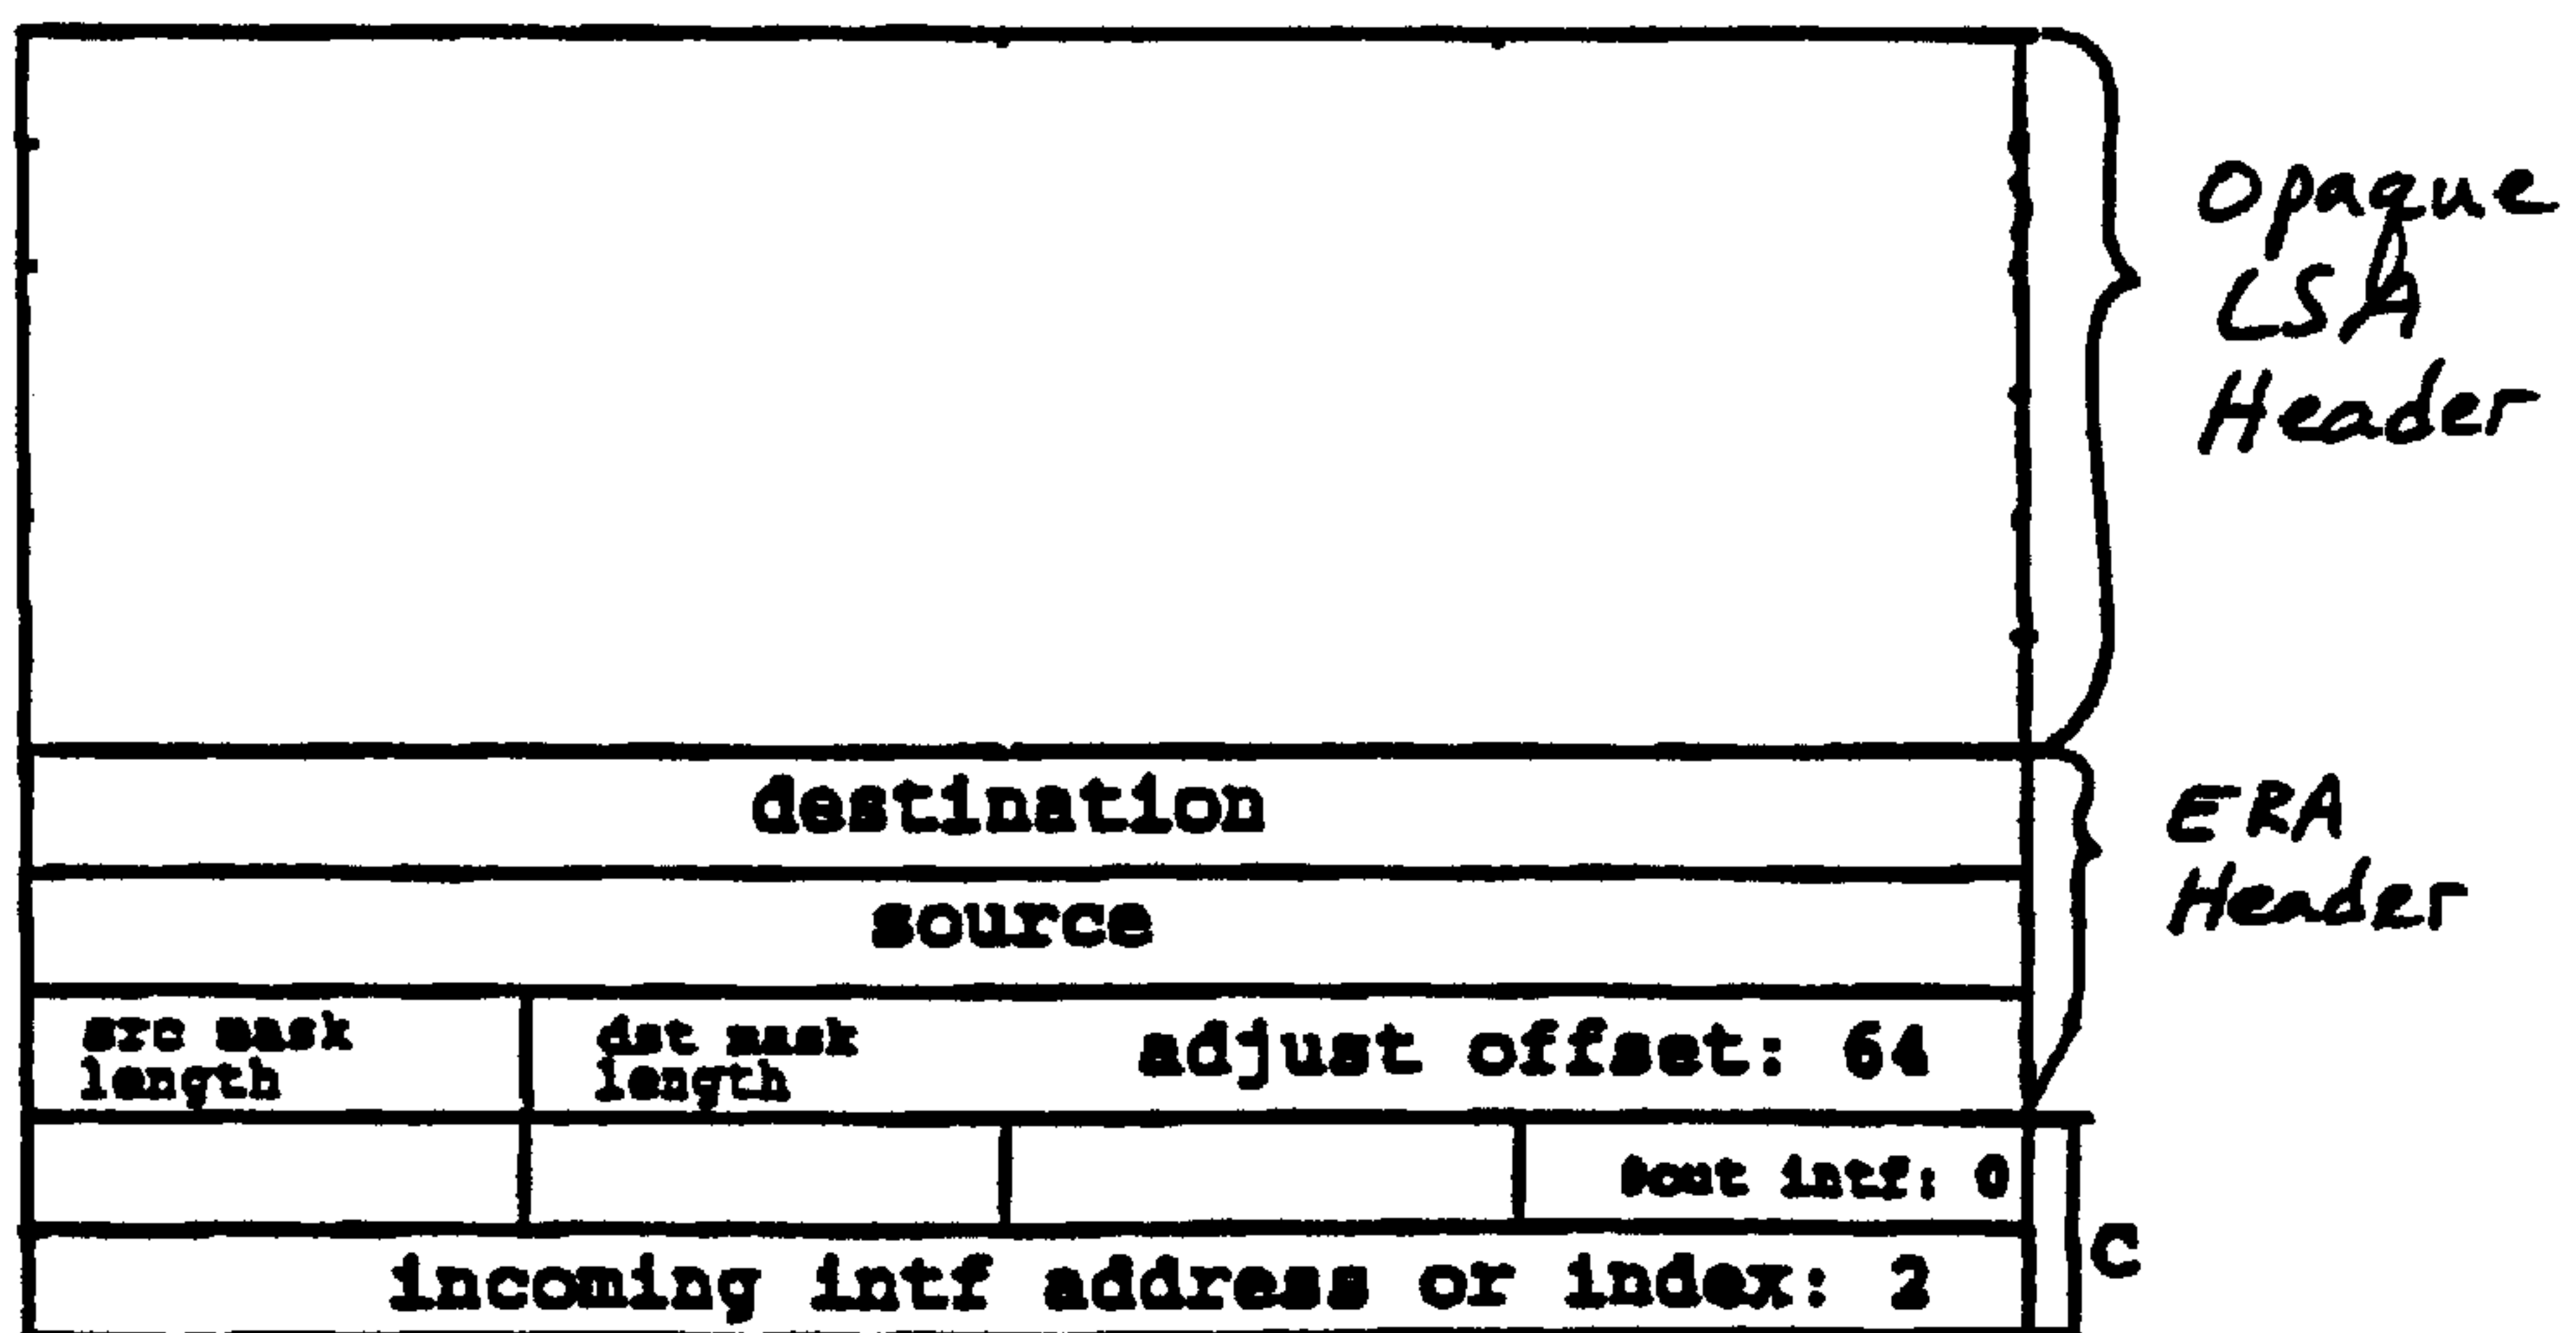 Opaque
LSA
Header
destination
ERA
source
Header
src mask
length
dst mask
length
adjust offset: 64
#out intf: 0
incoming intf address or index: 2
C